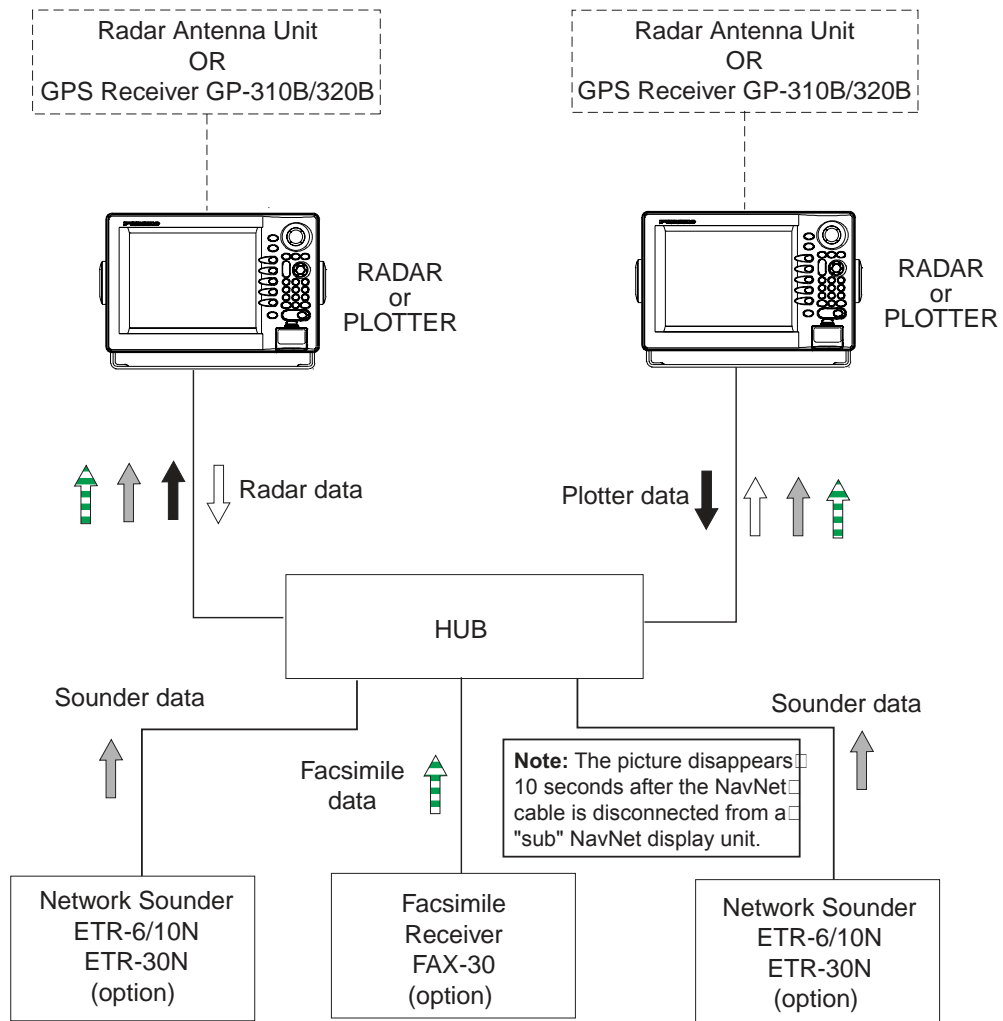 Radar Antenna Unit
OR
GPS Receiver GP-310B/320B
Radar Antenna Unit
OR
GPS Receiver GP-310B/320B
RADAR
or
PLOTTER
RADAR
or
PLOTTER
Radar data
Plotter data
HUB
Sounder data
Sounder data
Facsimile
data
Note: The picture disappears
10 seconds after the NavNet
cable is disconnected from a
"sub" NavNet display unit.
Network Sounder
ETR-6/10N
ETR-30N
(option)
Facsimile
Receiver
FAX-30
(option)
Network Sounder
ETR-6/10N
ETR-30N
(option)